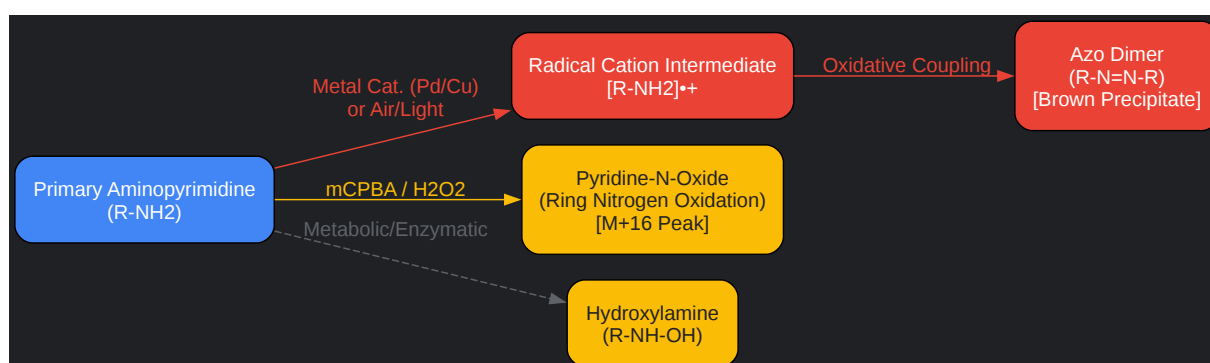 Primary Aminopyrimidine
(R-NH2)
Metal Cat. (Pd/Cu)
or Air/Light
Radical Cation Intermediate
[R-NH2]•+
Oxidative Coupling
Azo Dimer
(R-N=N-R)
[Brown Precipitate]
mCPBA / H2O2
Pyridine-N-Oxide
(Ring Nitrogen Oxidation)
[M+16 Peak]
Metabolic/Enzymatic
Hydroxylamine
(R-NH-OH)